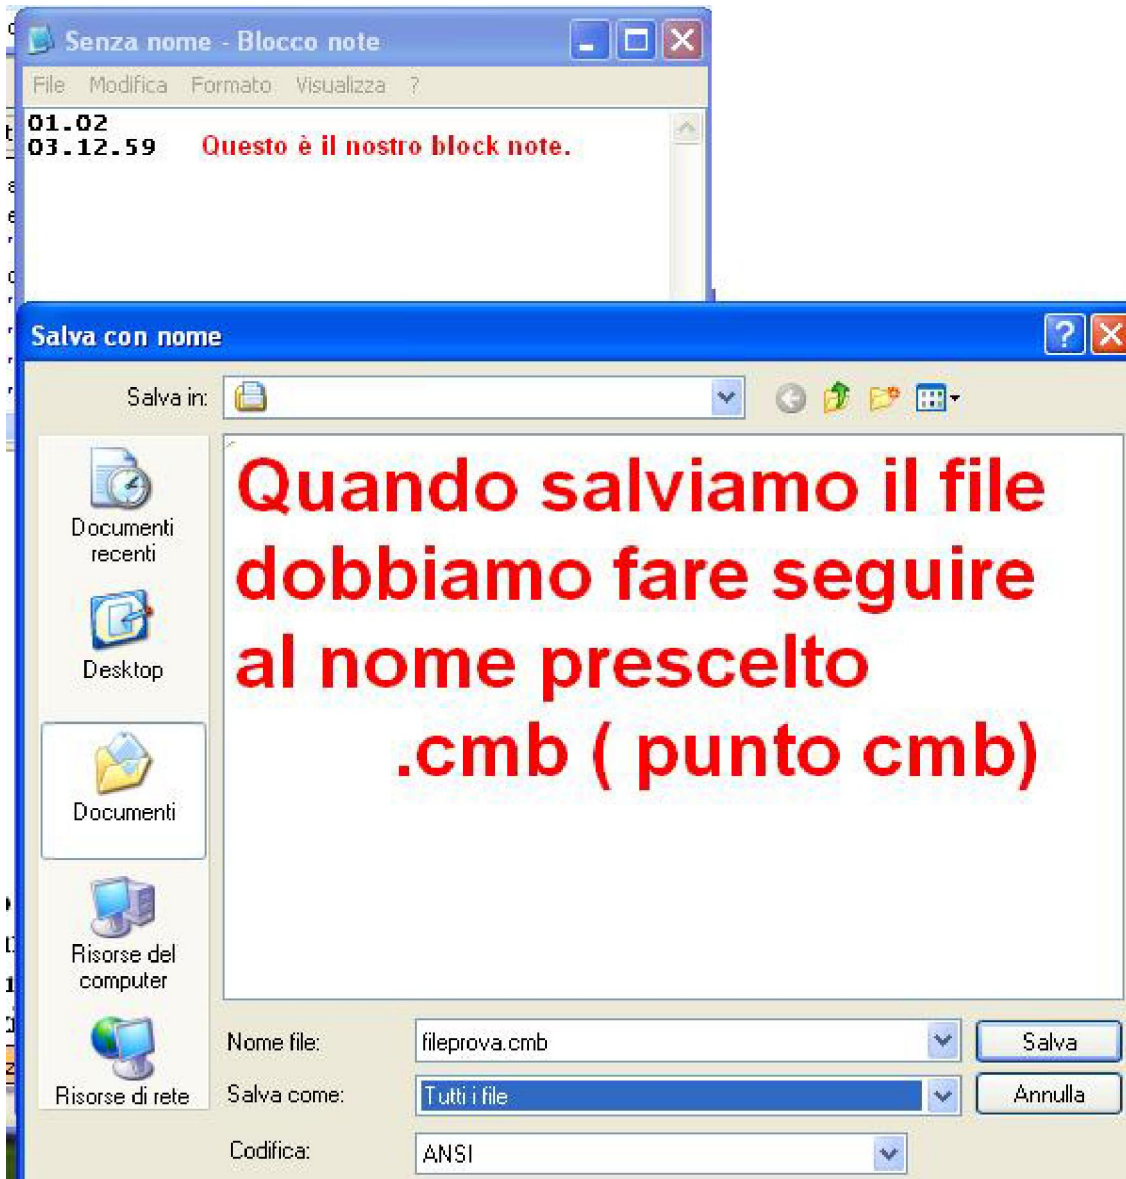 Senza nome - Blocco note
File Modifica Formato Visualizza ?
01.02
03.12.59 Questo è il nostro block note.
Salva con nome
Salva in:
Quando salviamo il file
dobbiamo fare seguire
al nome prescelto
.cmb ( punto cmb)
Documenti
recenti
Desktop
Documenti
Risorse del
computer
Risorse di rete
Nome file: fileprova.cmb Salva
Salva come: Tutti i file Annulla
Codifica: ANSI